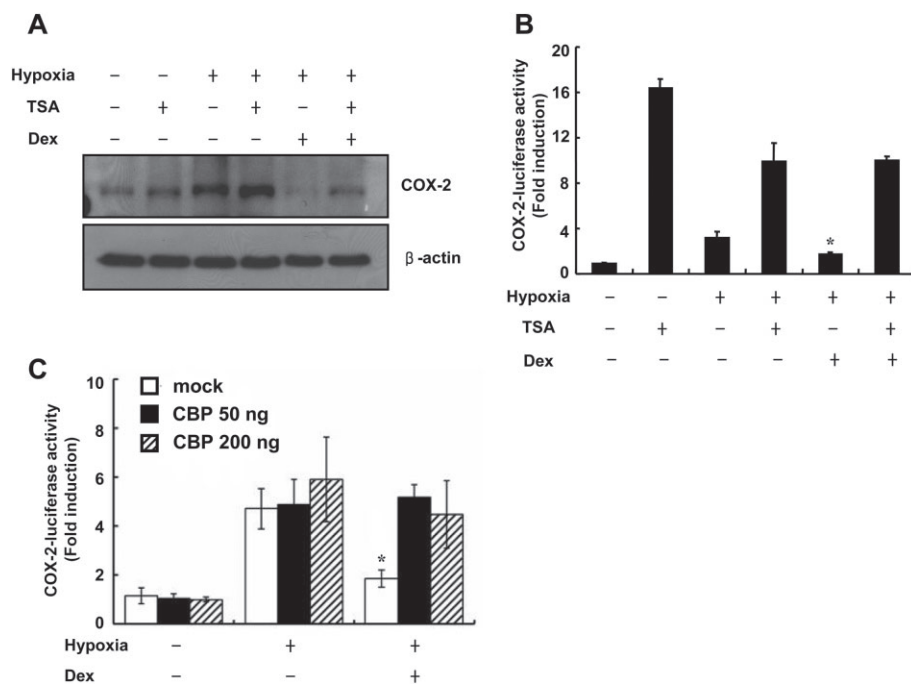 A
Hypoxia – – + + + +
TSA – + – + – +
Dex – – – – + +
COX-2
β-actin
B
COX-2-luciferase activity
(Fold induction)
20
16
12
8
4
0
*
Hypoxia – – + + + +
TSA – + – + – +
Dex – – – – + +
C
COX-2-luciferase activity
(Fold induction)
10
8
6
4
2
0
mock
CBP 50 ng
CBP 200 ng
*
Hypoxia – + +
Dex – – +